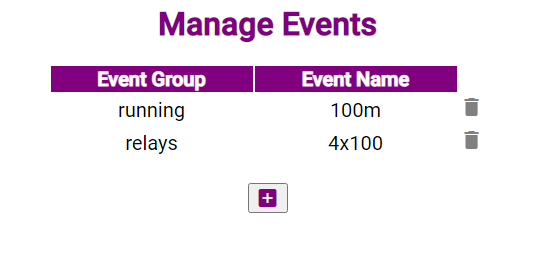 Manage Events
Event Group Event Name
running 100m
relays 4x100